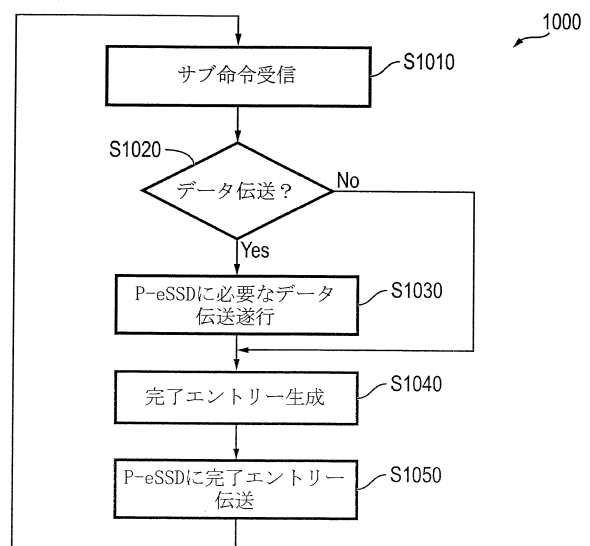 1000
サブ命令受信
S1010
S1020
データ伝送？
No
Yes
P-eSSDに必要なデータ
伝送遂行
S1030
完了エントリー生成
S1040
P-eSSDに完了エントリー
伝送
S1050